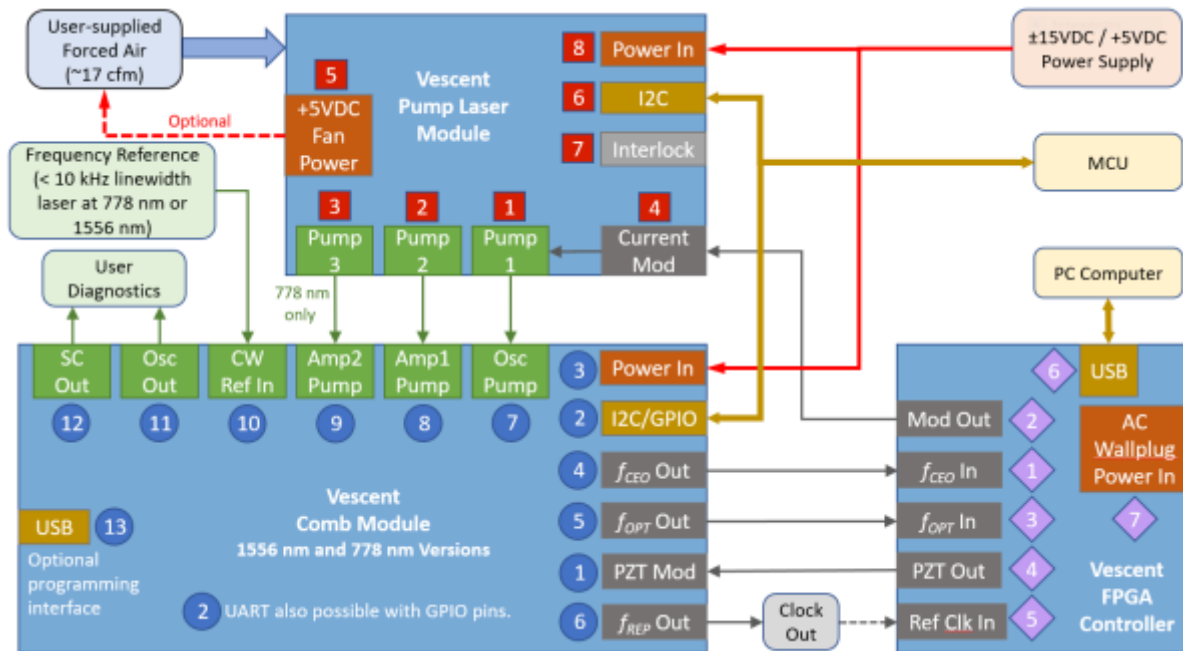 User-supplied
Forced Air
(~17 cfm)
Optional
5
+5VDC
Fan
Power
Vescent
Pump Laser
Module
8
Power In
6
I2C
7
Interlock
±15VDC / +5VDC
Power Supply
MCU
Frequency Reference
(< 10 kHz linewidth
laser at 778 nm or
1556 nm)
3
2
1
4
Pump
3
Pump
2
Pump
1
Current
Mod
User
Diagnostics
778 nm
only
PC Computer
SC
Out
Osc
Out
CW
Ref In
Amp2
Pump
Amp1
Pump
Osc
Pump
12
11
10
9
8
7
3
Power In
2
I2C/GPIO
4
fCEO Out
5
fOPT Out
1
PZT Mod
6
fREP Out
Vescent
Comb Module
1556 nm and 778 nm Versions
USB
13
Optional
programming
interface
2
UART also possible with GPIO pins.
Clock
Out
6
USB
Mod Out
2
AC
Wallplug
Power In
fCEO In
1
7
fOPT In
3
PZT Out
4
Ref Clk In
5
Vescent
FPGA
Controller